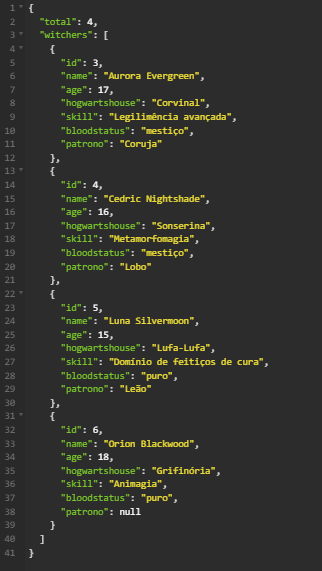 1 {
2 "total": 4,
3 "witchers": [
4 {
5 "id": 3,
6 "name": "Aurora Evergreen",
7 "age": 17,
8 "hogwartshouse": "Corvinal",
9 "skill": "Legilimência avançada",
10 "bloodstatus": "mestiço",
11 "patrono": "Coruja"
12 },
13 {
14 "id": 4,
15 "name": "Cedric Nightshade",
16 "age": 16,
17 "hogwartshouse": "Sonserina",
18 "skill": "Metamorfomagia",
19 "bloodstatus": "mestiço",
20 "patrono": "Lobo"
21 },
22 {
23 "id": 5,
24 "name": "Luna Silvermoon",
25 "age": 15,
26 "hogwartshouse": "Lufa-Lufa",
27 "skill": "Domínio de feitiços de cura",
28 "bloodstatus": "puro",
29 "patrono": "Leão"
30 },
31 {
32 "id": 6,
33 "name": "Orion Blackwood",
34 "age": 18,
35 "hogwartshouse": "Grifinória",
36 "skill": "Animagia",
37 "bloodstatus": "puro",
38 "patrono": null
39 }
40 ]
41 }